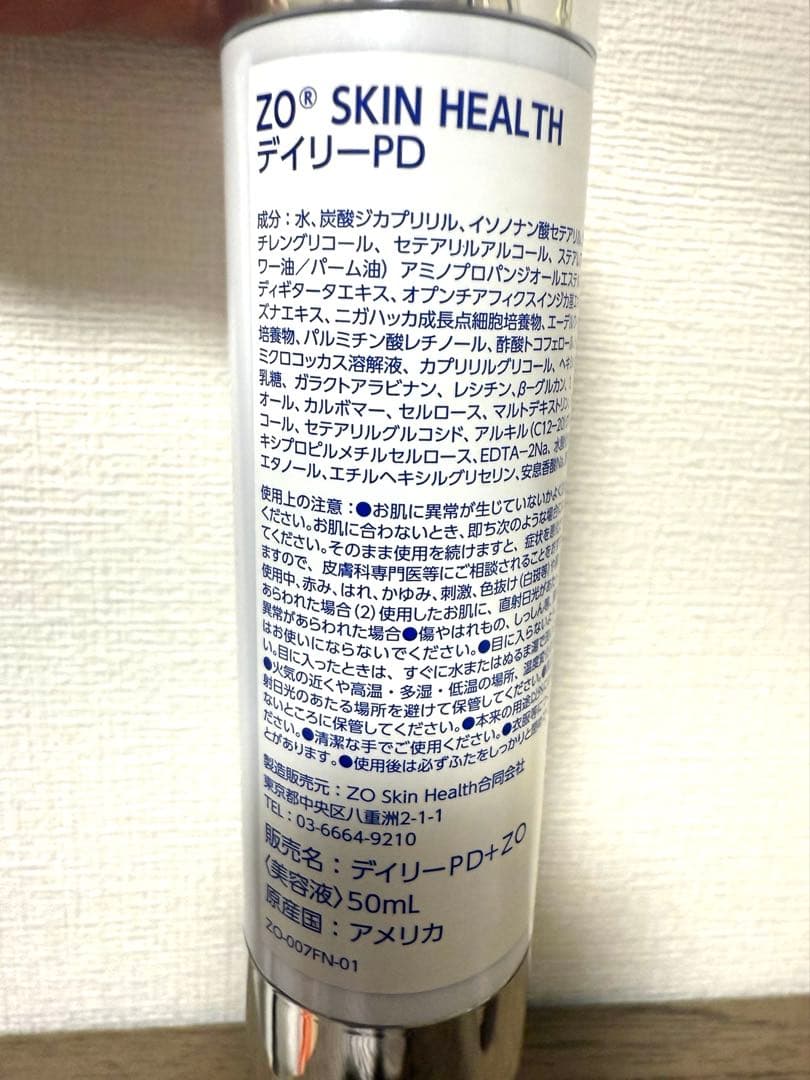 ZO® SKIN HEALTH
デイリーPD
成分：水、炭酸ジカプリリル、イソノナン酸セテアリル、
チレングリコール、セテアリルアルコール、ステアレ
ワー油／パーム油）アミノプロパンジオールエステ
ディギタータエキス、オプンチアフィクスインジカ
ズナエキス、ニガハッカ成長点細胞培養物、エーデル
培養物、パルミチン酸レチノール、酢酸トコフェロール
ミクロコッカス溶解液、カプリリルグリコール、ヘキ
乳糖、ガラクトアラビナン、レシチン、β－グルカン、
オール、カルボマー、セルロース、マルトデキストリン、
コール、セテアリルグルコシド、アルキル（C12-20）
キシプロピルメチルセルロース、EDTA-2Na、水
エタノール、エチルヘキシルグリセリン、安息香酸Na
使用上の注意：●お肌に異常が生じていないかよく
ください。お肌に合わないとき、即ち次のような場合
てください。そのまま使用を続けますと、症状を
ますので、皮膚科専門医等にご相談されることを
使用中、赤み、はれ、かゆみ、刺激、色抜け（白斑等）や
あらわれた場合（2）使用したお肌に、直射日光が
異常があらわれた場合●傷やはれもの、しっしん
はお使いにならないでください。●目に入らない
い。目に入ったときは、すぐに水またはぬるま湯で
●火気の近くや高温・多湿・低温の場所、温度
射日光のあたる場所を避けて保管してください。
ないところに保管してください。●本来の用途
ださい。●清潔な手でご使用ください。●衣服等に
とがあります。●使用後は必ずふたをしっかりと
製造販売元：ZO Skin Health合同会社
東京都中央区八重洲2-1-1
TEL：03-6664-9210
販売名：デイリーPD+ZO
〈美容液〉50mL
原産国：アメリカ
ZO-007FN-01